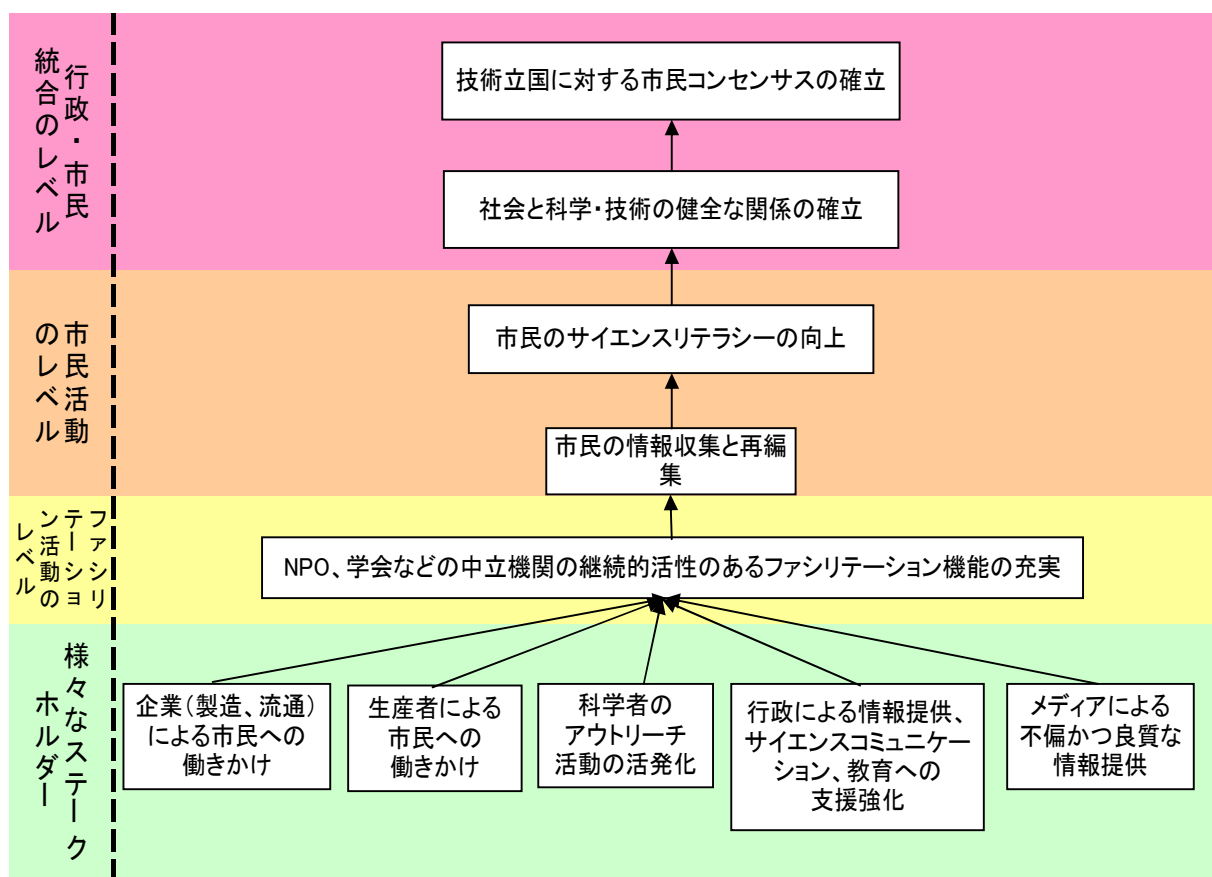 行政・市民
統合のレベル
技術立国に対する市民コンセンサスの確立
社会と科学・技術の健全な関係の確立
市民活動
のレベル
市民のサイエンスリテラシーの向上
市民の情報収集と再編
集
ファシリ
テーショ
ン活動の
レベル
NPO、学会などの中立機関の継続的活性のあるファシリテーション機能の充実
様々なステーク
ホルダー
企業(製造、流通)
による市民への
働きかけ
生産者による
市民への
働きかけ
科学者の
アウトリーチ
活動の活発化
行政による情報提供、
サイエンスコミュニケー
ション、教育への
支援強化
メディアによる
不偏かつ良質な
情報提供